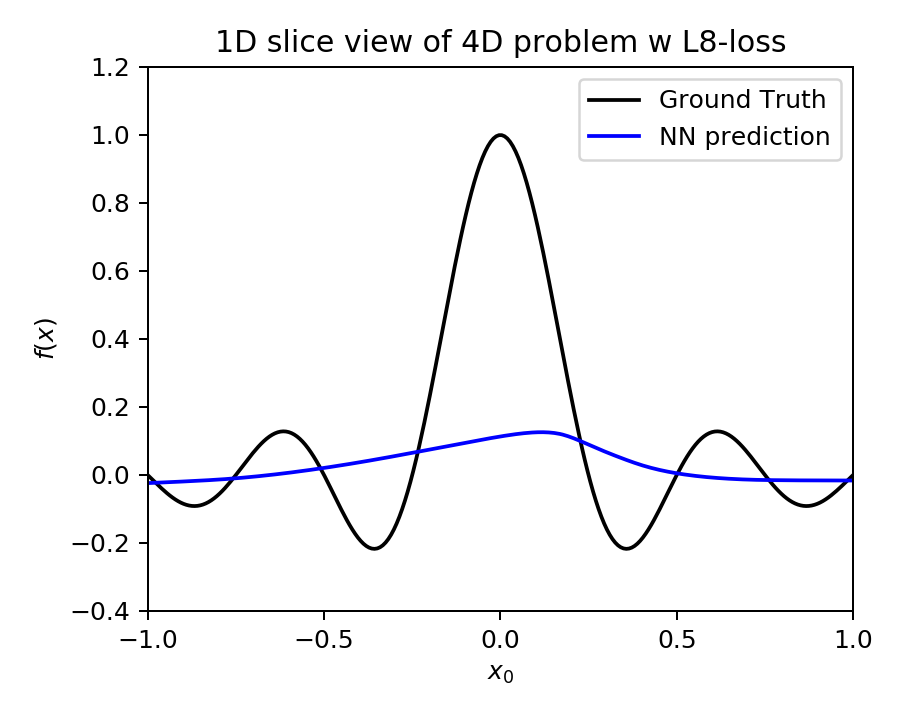 1D slice view of 4D problem w L8-loss
1.2
1.0
0.8
0.6
0.4
0.2
0.0
−0.2
−0.4
f(x)
Ground Truth
NN prediction
−1.0 −0.5 0.0 0.5 1.0
x₀